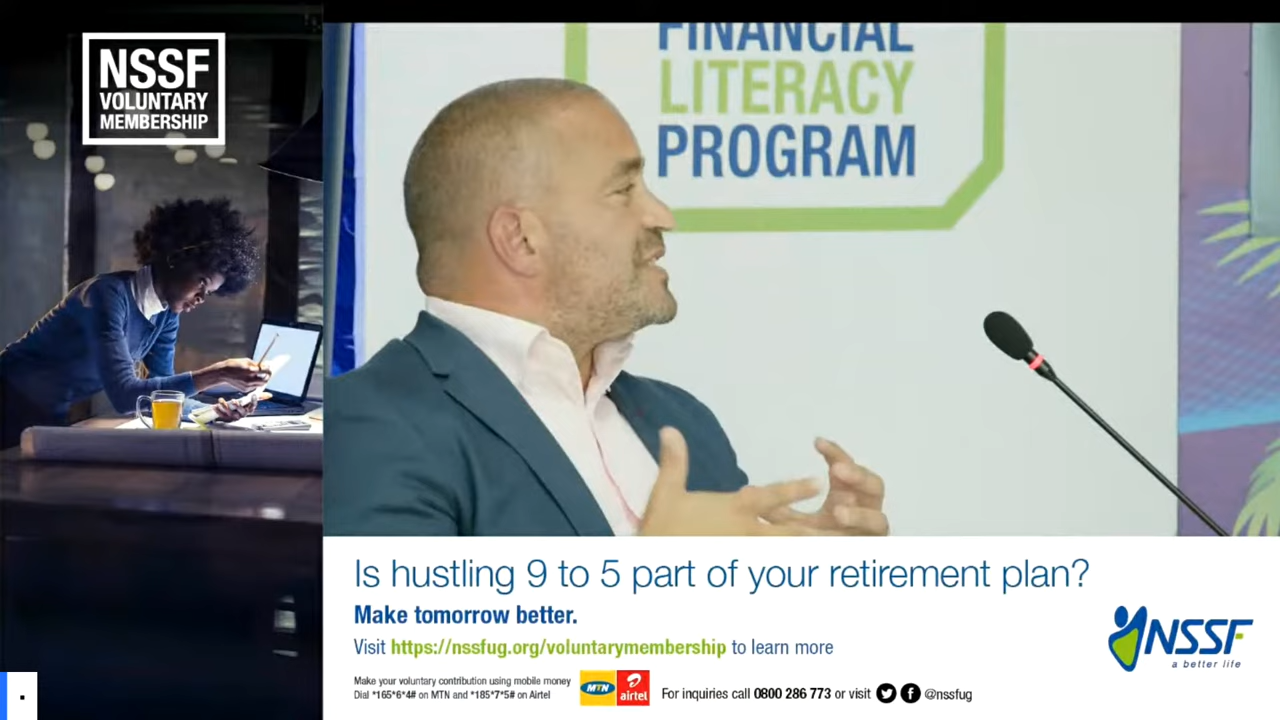 NSSF
VOLUNTARY
MEMBERSHIP
FINANCIAL
LITERACY
PROGRAM
Is hustling 9 to 5 part of your retirement plan?
Make tomorrow better.
Visit https://nssfug.org/voluntarymembership to learn more
Make your voluntary contribution using mobile money
Dial *165*6*4# on MTN and *185*7*5# on Airtel
MTN
airtel
For inquiries call 0800 286 773 or visit @nssfug
NSSF
a better life